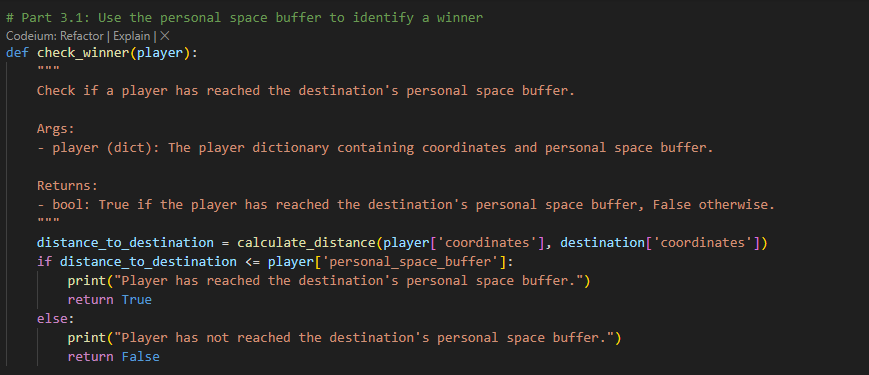 # Part 3.1: Use the personal space buffer to identify a winner
Codeium: Refactor | Explain | ×
def check_winner(player):
    """
    Check if a player has reached the destination's personal space buffer.

    Args:
    - player (dict): The player dictionary containing coordinates and personal space buffer.

    Returns:
    - bool: True if the player has reached the destination's personal space buffer, False otherwise.
    """
    distance_to_destination = calculate_distance(player['coordinates'], destination['coordinates'])
    if distance_to_destination <= player['personal_space_buffer']:
        print("Player has reached the destination's personal space buffer.")
        return True
    else:
        print("Player has not reached the destination's personal space buffer.")
        return False